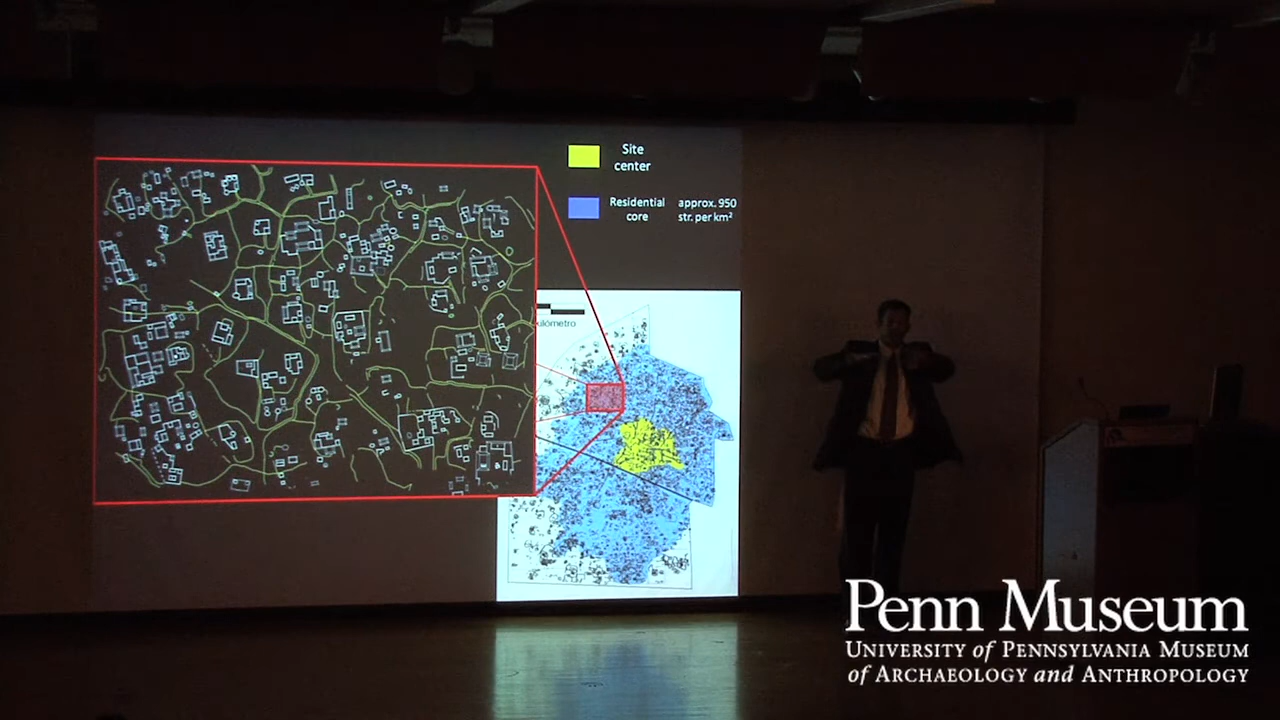 Site
center
Residential
core
approx. 950
str. per km²
Penn Museum
University of Pennsylvania Museum
of Archaeology and Anthropology